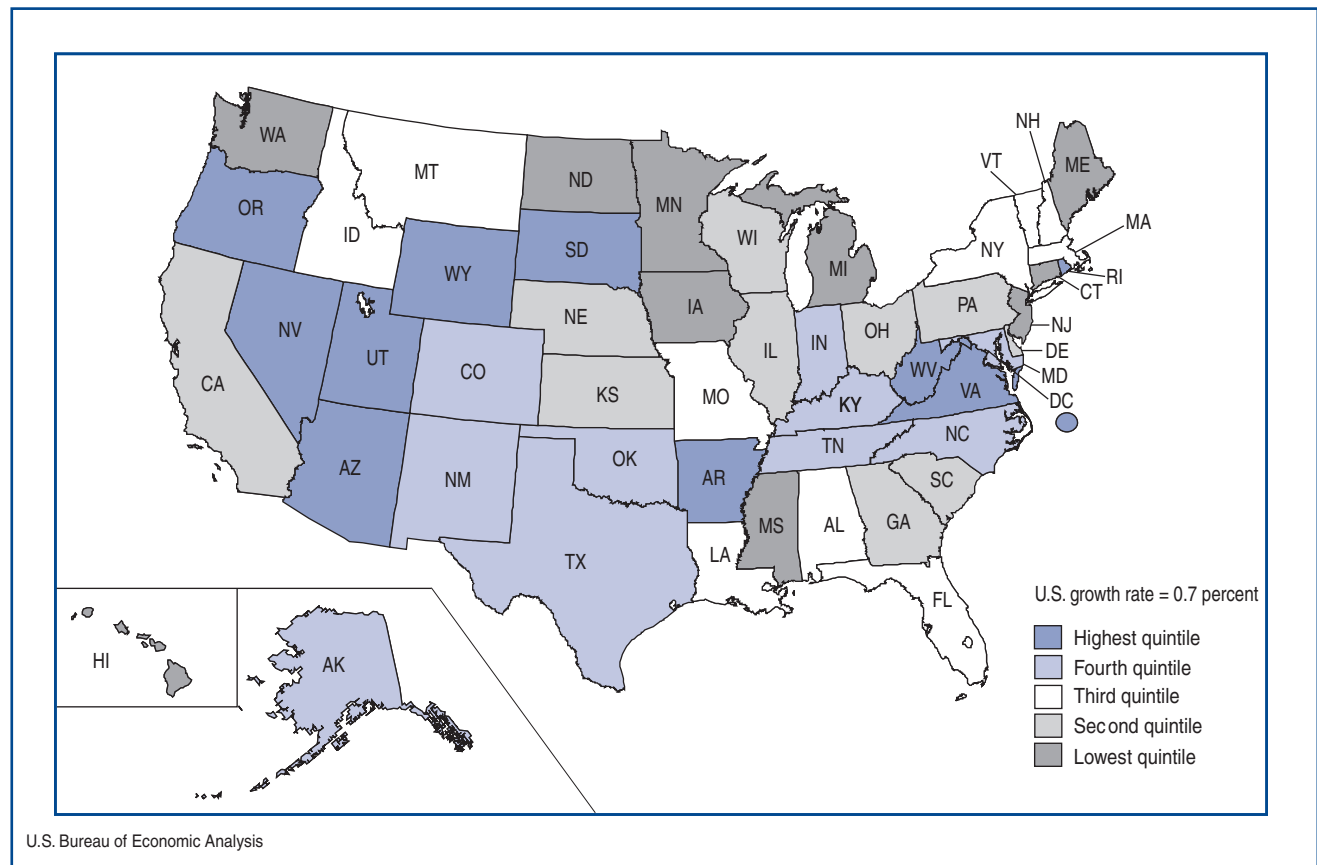 WA
MT
ND
MN
OR
ID
WY
SD
WI
MI
NY
VT
NH
ME
MA
RI
CT
NJ
DE
MD
DC
PA
NV
UT
CO
NE
IA
IL
IN
OH
WV
VA
CA
KS
MO
KY
AZ
NM
OK
AR
TN
NC
TX
LA
MS
AL
GA
SC
FL
HI
AK
U.S. growth rate = 0.7 percent
Highest quintile
Fourth quintile
Third quintile
Second quintile
Lowest quintile
U.S. Bureau of Economic Analysis